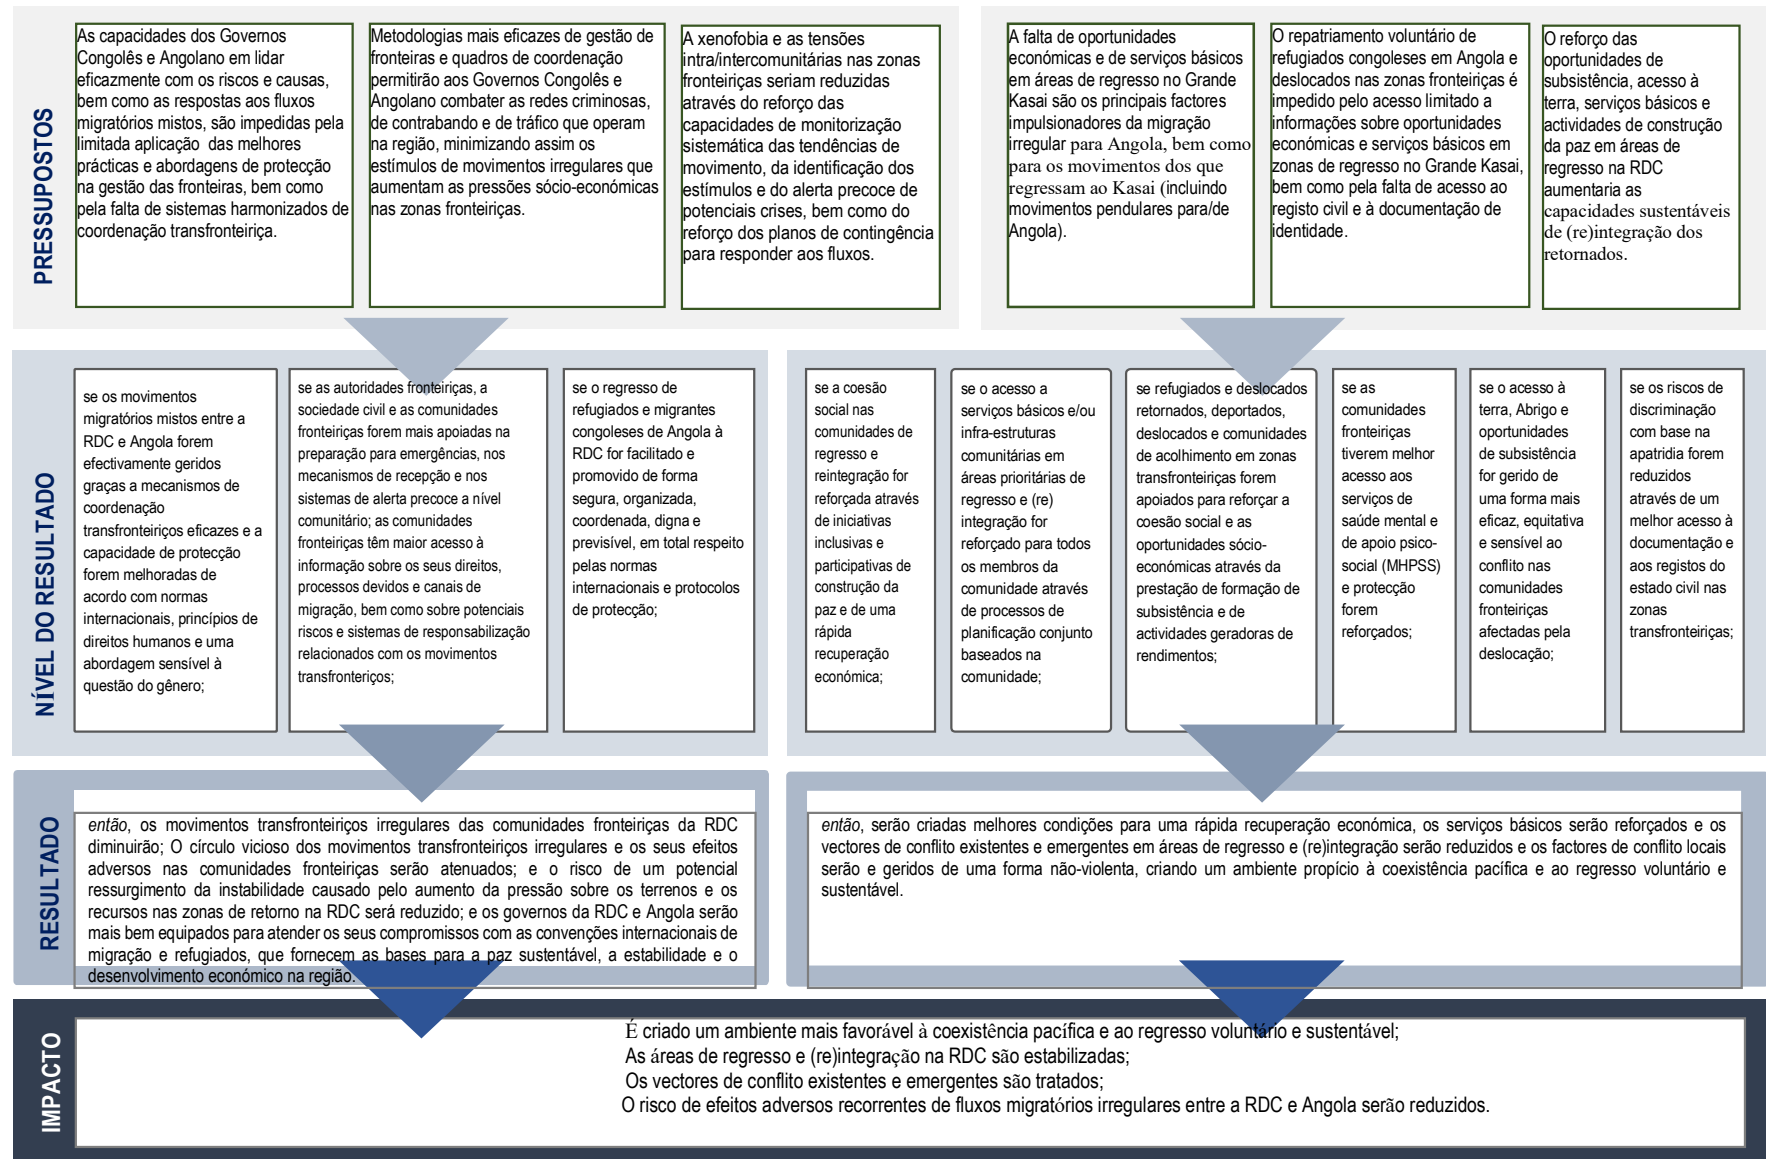 PRESSUPOSTOS
As capacidades dos Governos
Congolês e Angolano em lidar
eficazmente com os riscos e causas,
bem como as respostas aos fluxos
migratórios mistos, são impedidas pela
limitada aplicação das melhores
práticas e abordagens de protecção
na gestão das fronteiras, bem como
pela falta de sistemas harmonizados de
coordenação transfronteiriça.
Metodologias mais eficazes de gestão de
fronteiras e quadros de coordenação
permitirão aos Governos Congolês e
Angolano combater as redes criminosas,
de contrabando e de tráfico que operam
na região, minimizando assim os
estímulos de movimentos irregulares que
aumentam as pressões sócio-económicas
nas zonas fronteiriças.
A xenofobia e as tensões
intra/intercomunitárias nas zonas
fronteiriças seriam reduzidas
através do reforço das
capacidades de monitorização
sistemática das tendências de
movimento, da identificação dos
estímulos e do alerta precoce de
potenciais crises, bem como do
reforço dos planos de contingência
para responder aos fluxos.
A falta de oportunidades
económicas e de serviços básicos
em áreas de regresso no Grande
Kasai são os principais factores
impulsionadores da migração
irregular para Angola, bem como
para os movimentos dos que
regressam ao Kasai (incluindo
movimentos pendulares para/de
Angola).
O repatriamento voluntário de
refugiados congoleses em Angola e
deslocados nas zonas fronteiriças é
impedido pelo acesso limitado a
informações sobre oportunidades
económicas e serviços básicos em
zonas de regresso no Grande Kasai,
bem como pela falta de acesso ao
registo civil e à documentação de
identidade.
O reforço das
oportunidades de
subsistência, acesso à
terra, serviços básicos e
actividades de construção
da paz em áreas de
regresso na RDC
aumentaria as
capacidades sustentáveis
de (re)integração dos
retornados.
NÍVEL DO RESULTADO
se os movimentos
migratórios mistos entre a
RDC e Angola forem
efectivamente geridos
graças a mecanismos de
coordenação
transfronteiriços eficazes e a
capacidade de protecção
forem melhoradas de
acordo com normas
internacionais, princípios de
direitos humanos e uma
abordagem sensível à
questão do gênero;
se as autoridades fronteiriças, a
sociedade civil e as comunidades
fronteiriças forem mais apoiadas na
preparação para emergências, nos
mecanismos de recepção e nos
sistemas de alerta precoce a nível
comunitário; as comunidades
fronteiriças têm maior acesso à
informação sobre os seus direitos,
processos devidos e canais de
migração, bem como sobre potenciais
riscos e sistemas de responsabilização
relacionados com os movimentos
transfronteriços;
se o regresso de
refugiados e migrantes
congoleses de Angola à
RDC for facilitado e
promovido de forma
segura, organizada,
coordenada, digna e
previsível, em total respeito
pelas normas
internacionais e protocolos
de protecção;
se a coesão
social nas
comunidades de
regresso e
reintegração for
reforçada através
de iniciativas
inclusivas e
participativas de
construção da
paz e de uma
rápida
recuperação
económica;
se o acesso a
serviços básicos e/ou
infra-estruturas
comunitárias em
áreas prioritárias de
regresso e (re)
integração for
reforçado para todos
os membros da
comunidade através
de processos de
planificação conjunto
baseados na
comunidade;
se refugiados e deslocados
retornados, deportados,
deslocados e comunidades
de acolhimento em zonas
transfronteiriças forem
apoiados para reforçar a
coesão social e as
oportunidades sócio-
económicas através da
prestação de formação de
subsistência e de
actividades geradoras de
rendimentos;
se as
comunidades
fronteiriças
tiverem melhor
acesso aos
serviços de
saúde mental e
de apoio psico-
social (MHPSS)
e protecção
forem
reforçados;
se o acesso à
terra, Abrigo e
oportunidades
de subsistência
for gerido de
uma forma mais
eficaz, equitativa
e sensível ao
conflito nas
comunidades
fronteiriças
afectadas pela
deslocação;
se os riscos de
discriminação
com base na
apatridia forem
reduzidos
através de um
melhor acesso à
documentação e
aos registos do
estado civil nas
zonas
transfronteiriças;
RESULTADO
então, os movimentos transfronteiriços irregulares das comunidades fronteiriças da RDC
diminuirão; O círculo vicioso dos movimentos transfronteiriços irregulares e os seus efeitos
adversos nas comunidades fronteiriças serão atenuados; e o risco de um potencial
ressurgimento da instabilidade causado pelo aumento da pressão sobre os terrenos e os
recursos nas zonas de retorno na RDC será reduzido; e os governos da RDC e Angola serão
mais bem equipados para atender os seus compromissos com as convenções internacionais de
migração e refugiados, que fornecem as bases para a paz sustentável, a estabilidade e o
desenvolvimento económico na região.
então, serão criadas melhores condições para uma rápida recuperação económica, os serviços básicos serão reforçados e os
vectores de conflito existentes e emergentes em áreas de regresso e (re)integração serão reduzidos e os factores de conflito locais
serão e geridos de uma forma não-violenta, criando um ambiente propício à coexistência pacífica e ao regresso voluntário e
sustentável.
IMPACTO
É criado um ambiente mais favorável à coexistência pacífica e ao regresso voluntário e sustentável;
As áreas de regresso e (re)integração na RDC são estabilizadas;
Os vectores de conflito existentes e emergentes são tratados;
O risco de efeitos adversos recorrentes de fluxos migratórios irregulares entre a RDC e Angola serão reduzidos.